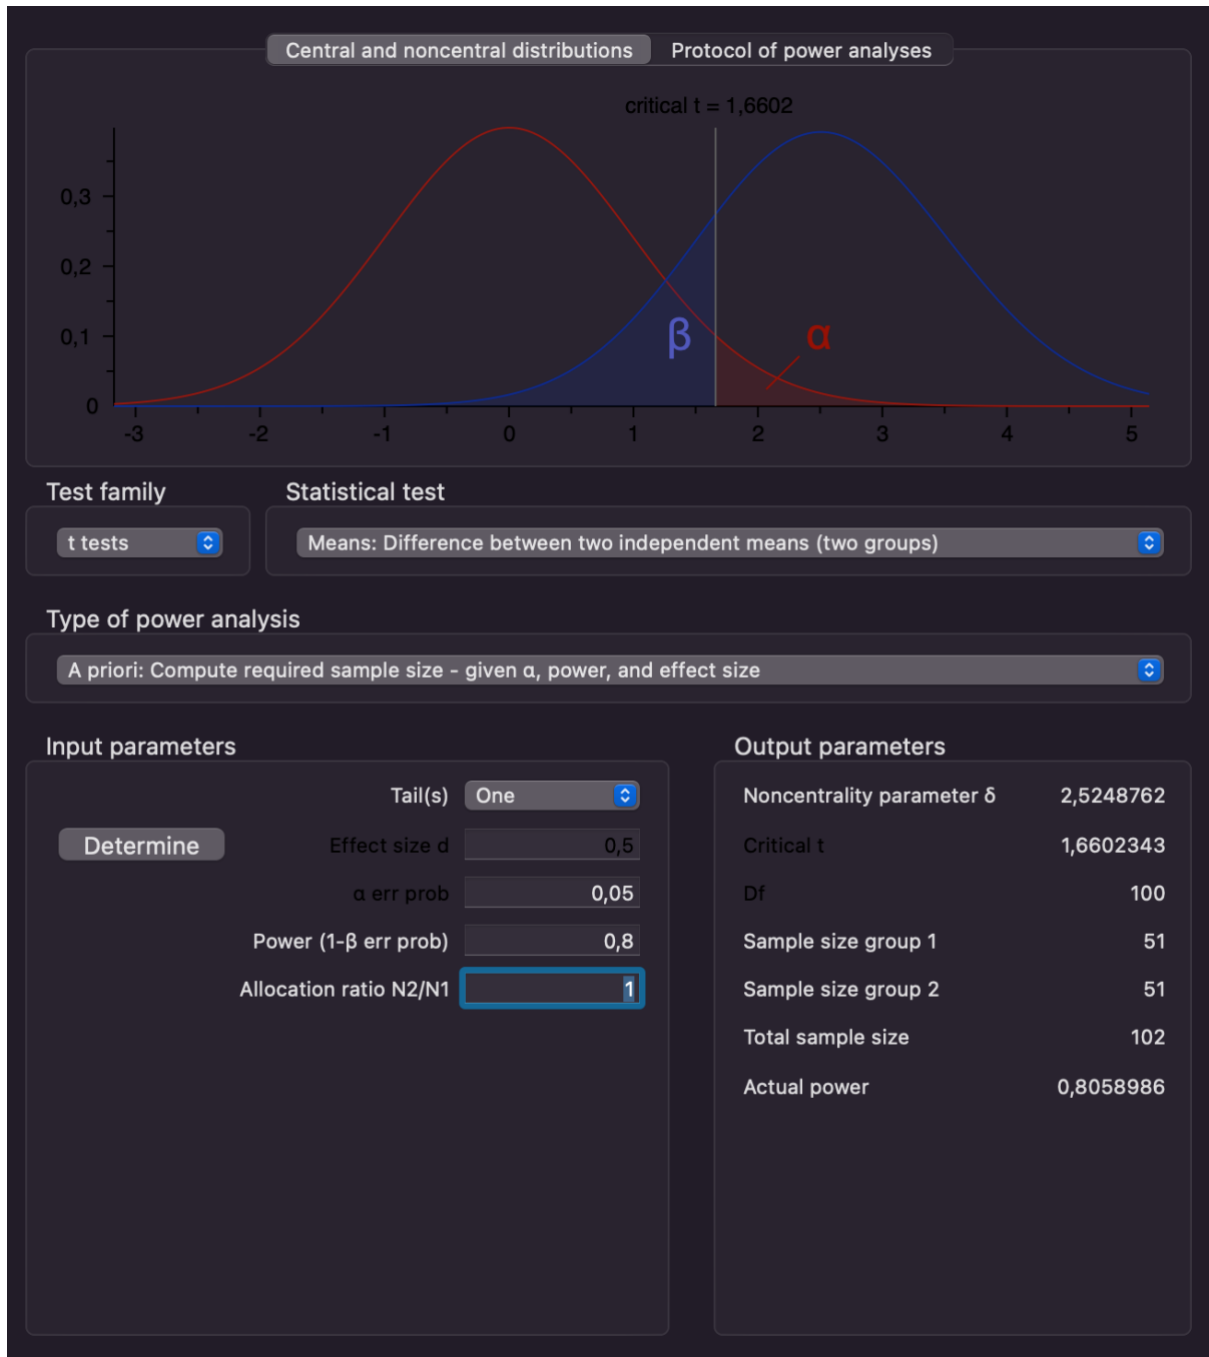 Central and noncentral distributions Protocol of power analyses
critical t = 1,6602
0,3
0,2
β α
0,1
0
-3 -2 -1 0 1 2 3 4 5
Test family Statistical test
t tests Means: Difference between two independent means (two groups)
Type of power analysis
A priori: Compute required sample size - given α, power, and effect size
Input parameters Output parameters
Tail(s) One Noncentrality parameter δ 2,5248762
Determine Effect size d 0,5 Critical t 1,6602343
α err prob 0,05 Df 100
Power (1-β err prob) 0,8 Sample size group 1 51
Allocation ratio N2/N1 1 Sample size group 2 51
Total sample size 102
Actual power 0,8058986